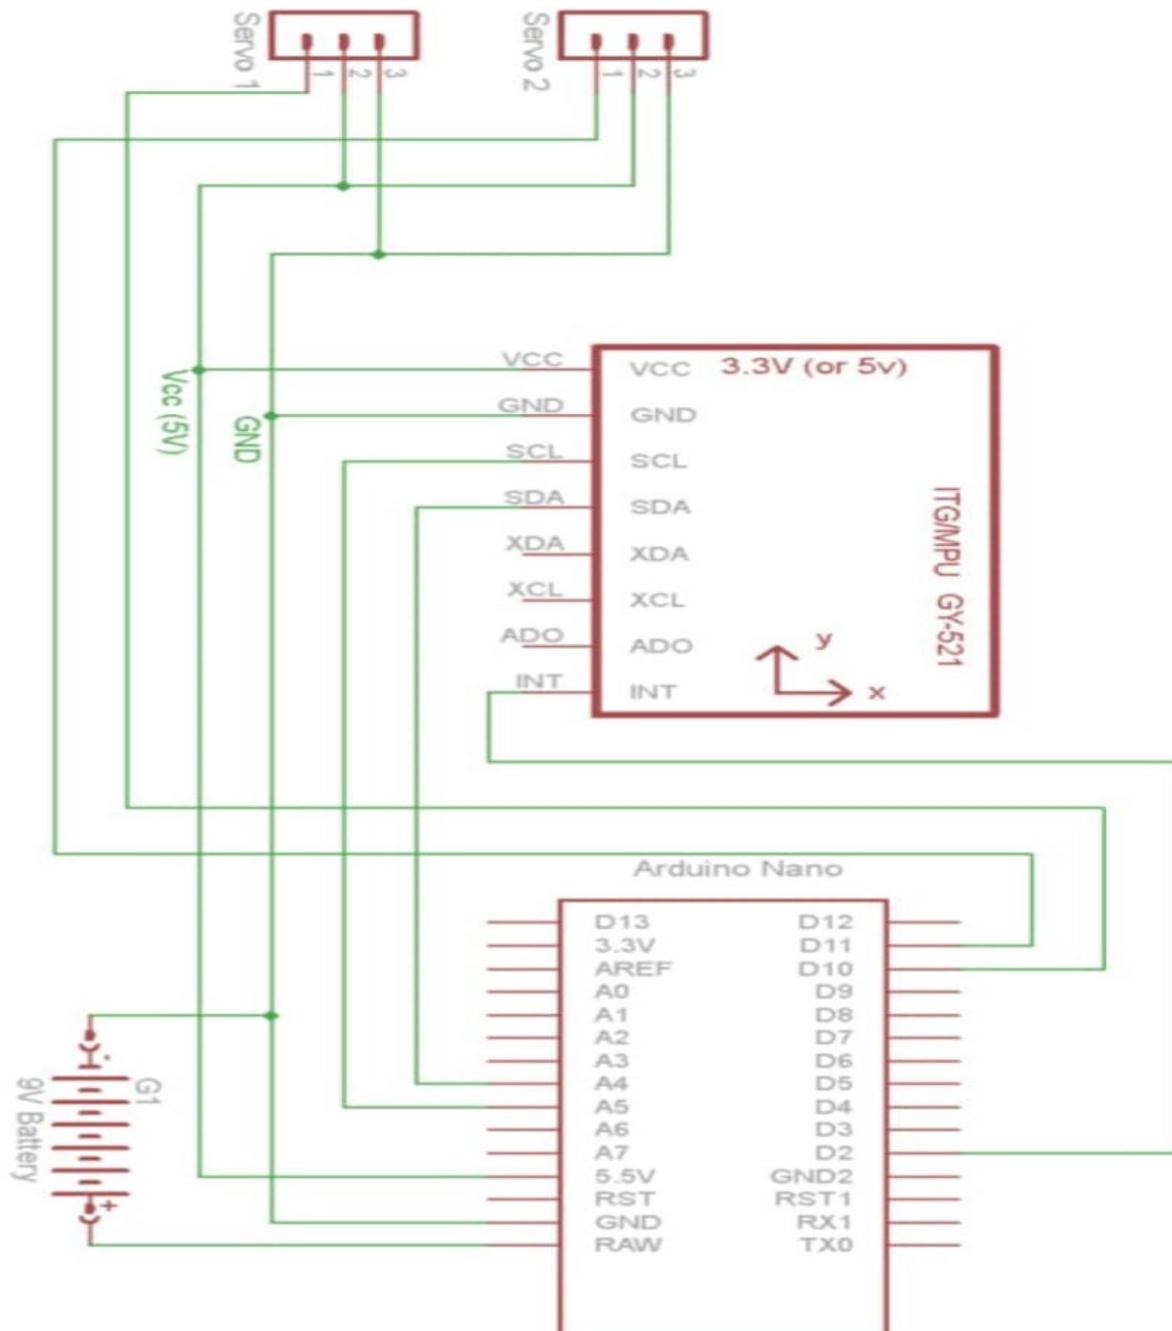 Servo 1
1
2
3
Servo 2
1
2
3
VCC
GND
SCL
SDA
XDA
XCL
ADO
INT
VCC
GND
SCL
SDA
XDA
XCL
ADO
INT
3.3V (or 5v)
ITG/MPU GY-521
y
x
Vcc (5V)
GND
Arduino Nano
D13
3.3V
AREF
A0
A1
A2
A3
A4
A5
A6
A7
5.5V
RST
GND
RAW
D12
D11
D10
D9
D8
D7
D6
D5
D4
D3
D2
GND2
RST1
RX1
TX0
-
G1
9V Battery
+